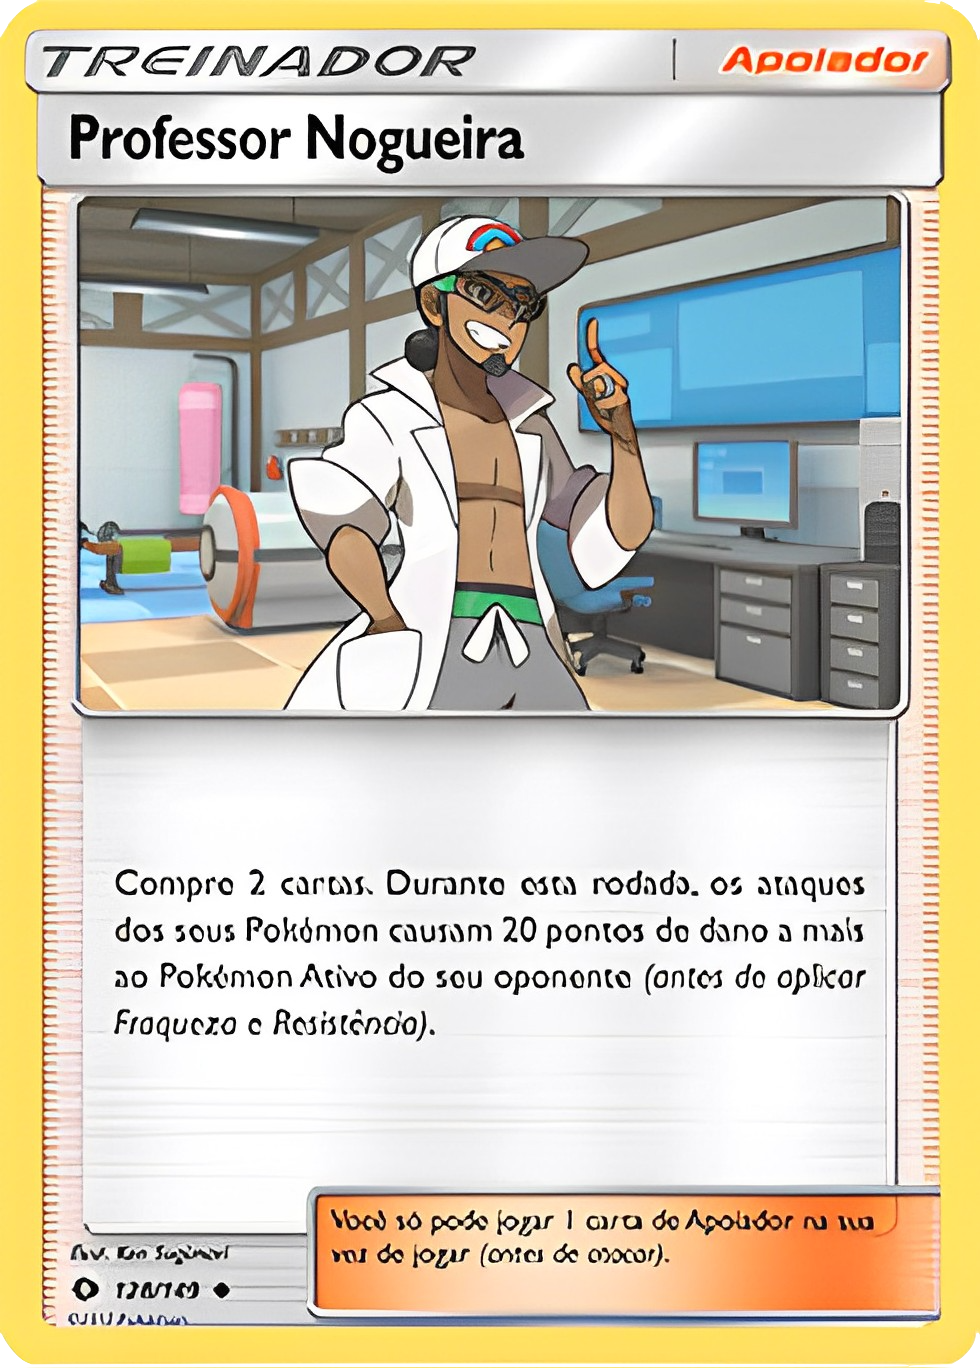 TREINADOR | Apoiador
Professor Nogueira
Compre 2 cartas. Durante esta rodada, os ataques
dos seus Pokémon causam 20 pontos de dano a mais
ao Pokémon Ativo do seu oponente (antes de aplicar
Fraqueza e Resistência).
Você só pode jogar 1 carta de Apoiador na sua
vez de jogar (antes de atacar).
128/149